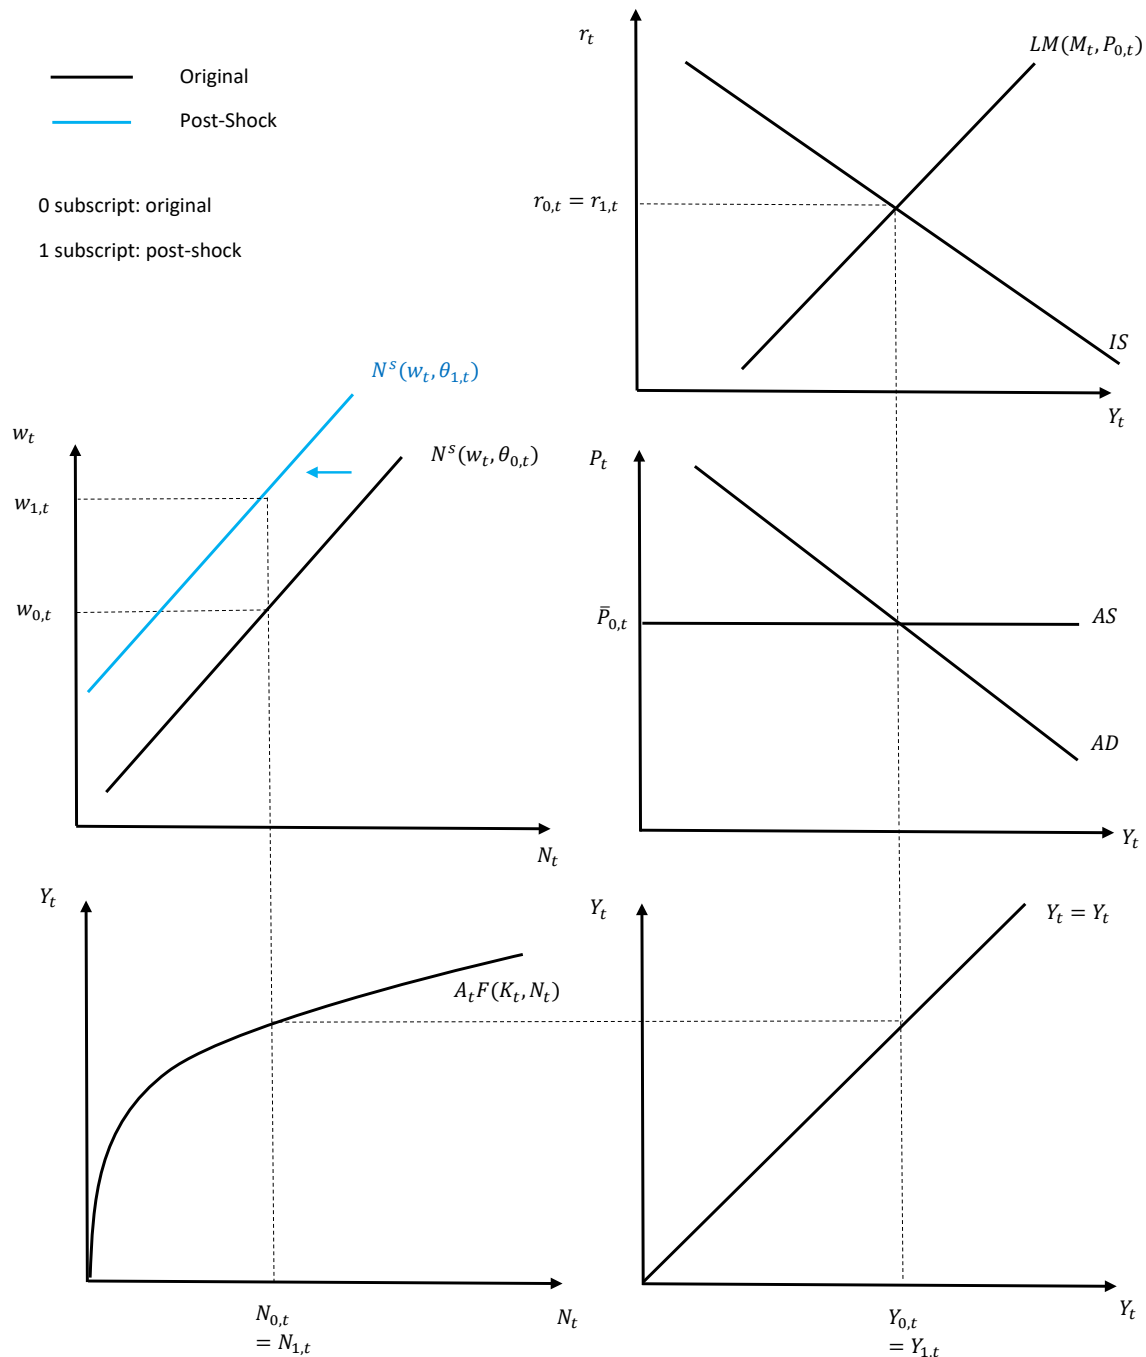 Original
Post-Shock
0 subscript: original
1 subscript: post-shock
r_t
LM(M_t, P_{0,t})
r_{0,t} = r_{1,t}
IS
Y_t
w_t
N^s(w_t, θ_{1,t})
N^s(w_t, θ_{0,t})
w_{1,t}
w_{0,t}
N_t
P_t
P̄_{0,t}
AS
AD
Y_t
Y_t
A_tF(K_t, N_t)
N_{0,t}
= N_{1,t}
N_t
Y_t
Y_t = Y_t
Y_{0,t}
= Y_{1,t}
Y_t